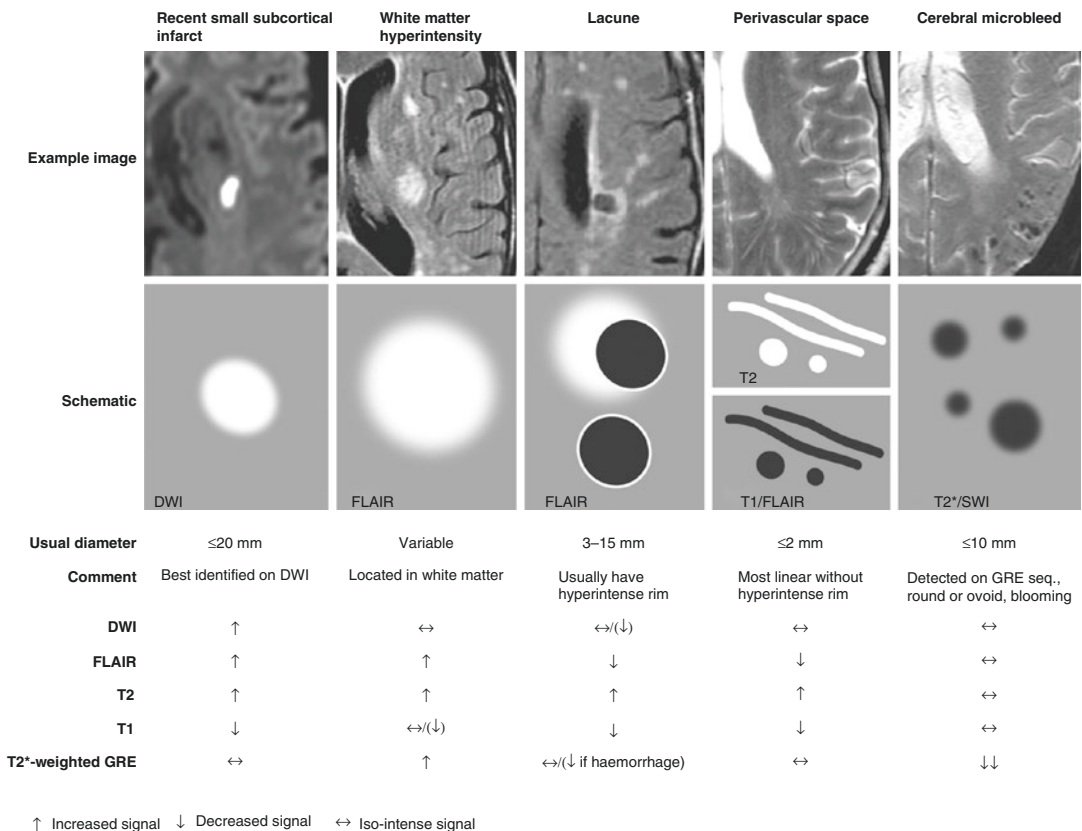 Recent small subcortical infarct
White matter hyperintensity
Lacune
Perivascular space
Cerebral microbleed
Example image
Schematic
DWI
FLAIR
FLAIR
T2
T1/FLAIR
T2*/SWI
Usual diameter ≤20 mm Variable 3–15 mm ≤2 mm ≤10 mm
Comment
Best identified on DWI
Located in white matter
Usually have
hyperintense rim
Most linear without
hyperintense rim
Detected on GRE seq.,
round or ovoid, blooming
DWI ↑ ↔ ↔/(↓) ↔ ↔
FLAIR ↑ ↑ ↓ ↓ ↔
T2 ↑ ↑ ↑ ↑ ↔
T1 ↓ ↔/(↓) ↓ ↓ ↔
T2*-weighted GRE ↔ ↑ ↔/(↓ if haemorrhage) ↔ ↓↓
↑ Increased signal ↓ Decreased signal ↔ Iso-intense signal